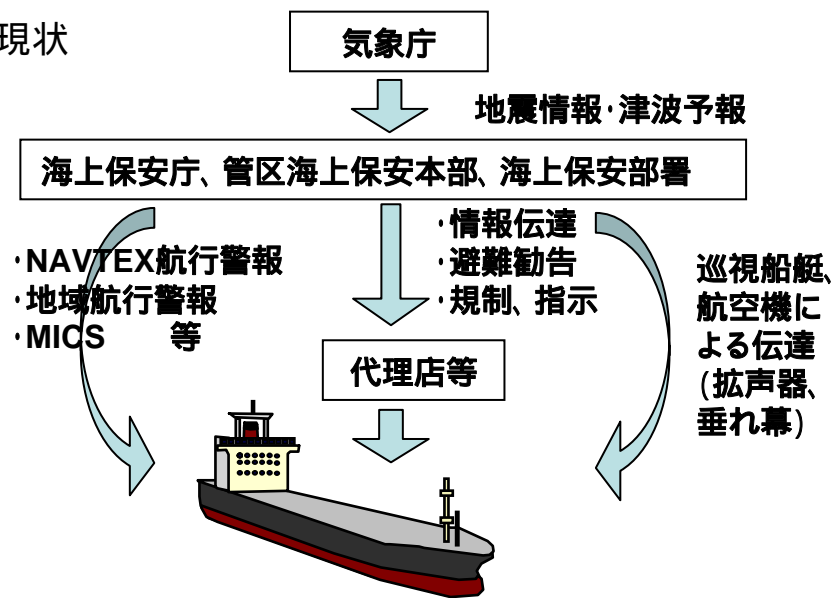 現状
気象庁
地震情報・津波予報
海上保安庁、管区海上保安本部、海上保安部署
・NAVTEX航行警報
・地域航行警報
・MICS　　等
・情報伝達
・避難勧告
・規制、指示
巡視船艇、
航空機に
よる伝達
(拡声器、
垂れ幕)
代理店等